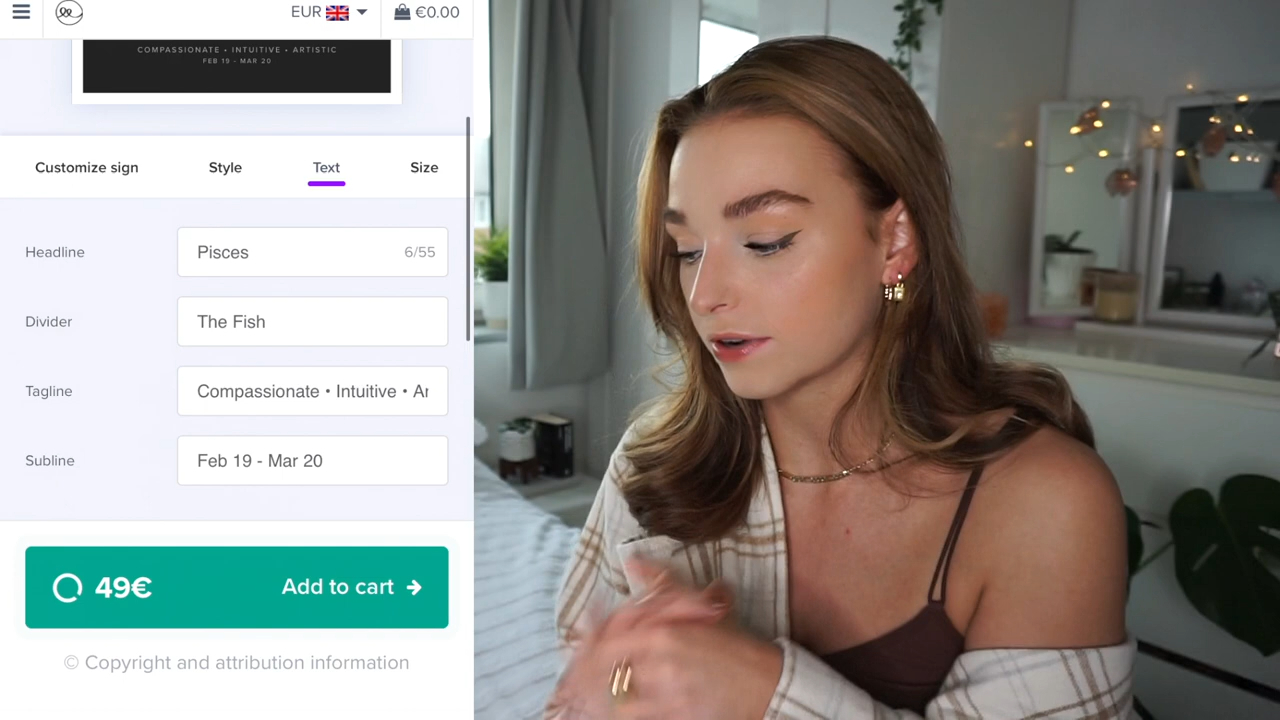 EUR €0.00
COMPASSIONATE • INTUITIVE • ARTISTIC
FEB 19 - MAR 20
Customize sign Style Text Size
Headline Pisces 6/55
Divider The Fish
Tagline Compassionate • Intuitive • Ar
Subline Feb 19 - Mar 20
49€ Add to cart →
© Copyright and attribution information